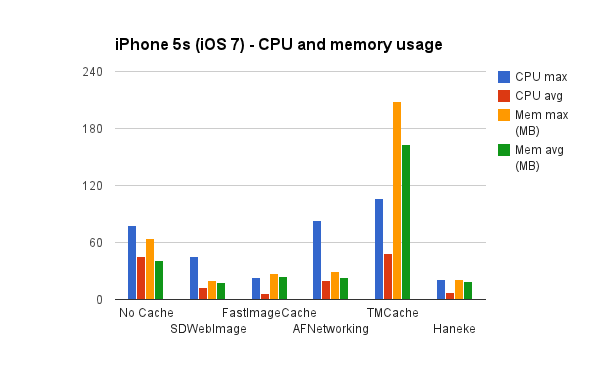 iPhone 5s (iOS 7) - CPU and memory usage
240
180
120
60
0
CPU max
CPU avg
Mem max
(MB)
Mem avg
(MB)
No Cache
FastImageCache
TMCache
SDWebImage
AFNetworking
Haneke